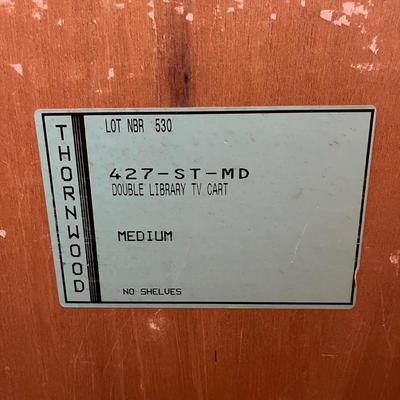 THORNWOOD
LOT NBR 530
427-ST-MD
DOUBLE LIBRARY TV CART
MEDIUM
NO SHELVES